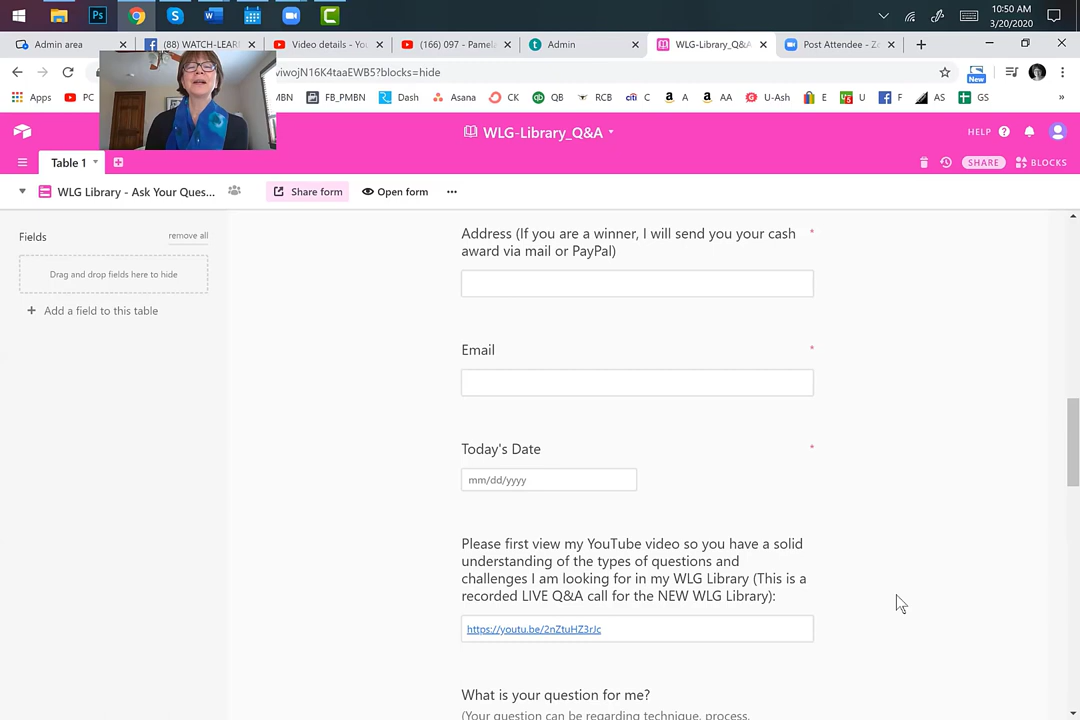 10:50 AM
3/20/2020
Admin area
(88) WATCH-LEAR
Video details - You
(166) 097 - Pamela
Admin
WLG-Library_Q&A
Post Attendee - Zo
viwojN16K4taaEWB5?blocks=hide
New
Apps
PC
MBN
FB_PMBN
Dash
Asana
CK
QB
RCB
citi C
A
AA
U-Ash
E
U
F
AS
GS
»
WLG-Library_Q&A
HELP
Table 1
SHARE
BLOCKS
WLG Library - Ask Your Ques...
Share form
Open form
Fields
remove all
Drag and drop fields here to hide
+ Add a field to this table
Address (If you are a winner, I will send you your cash *
award via mail or PayPal)
Email *
Today's Date *
mm/dd/yyyy
Please first view my YouTube video so you have a solid
understanding of the types of questions and
challenges I am looking for in my WLG Library (This is a
recorded LIVE Q&A call for the NEW WLG Library):
https://youtu.be/2nZtuHZ3rJc
What is your question for me?
(Your question can be regarding technique, process,